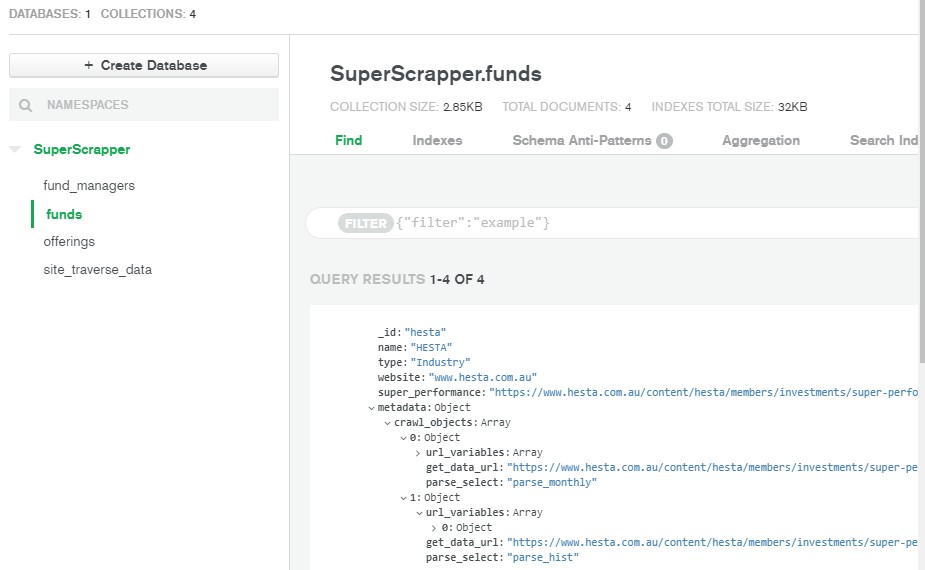 DATABASES: 1 COLLECTIONS: 4
+ Create Database
NAMESPACES
SuperScrapper
fund_managers
funds
offerings
site_traverse_data
SuperScrapper.funds
COLLECTION SIZE: 2.85KB TOTAL DOCUMENTS: 4 INDEXES TOTAL SIZE: 32KB
Find Indexes Schema Anti-Patterns 0 Aggregation Search Ind
FILTER {"filter":"example"}
QUERY RESULTS 1-4 OF 4
_id: "hesta"
name: "HESTA"
type: "Industry"
website: "www.hesta.com.au"
super_performance: "https://www.hesta.com.au/content/hesta/members/investments/super-perfo
metadata: Object
crawl_objects: Array
0: Object
url_variables: Array
get_data_url: "https://www.hesta.com.au/content/hesta/members/investments/super-pe
parse_select: "parse_monthly"
1: Object
url_variables: Array
0: Object
get_data_url: "https://www.hesta.com.au/content/hesta/members/investments/super-pe
parse_select: "parse_hist"